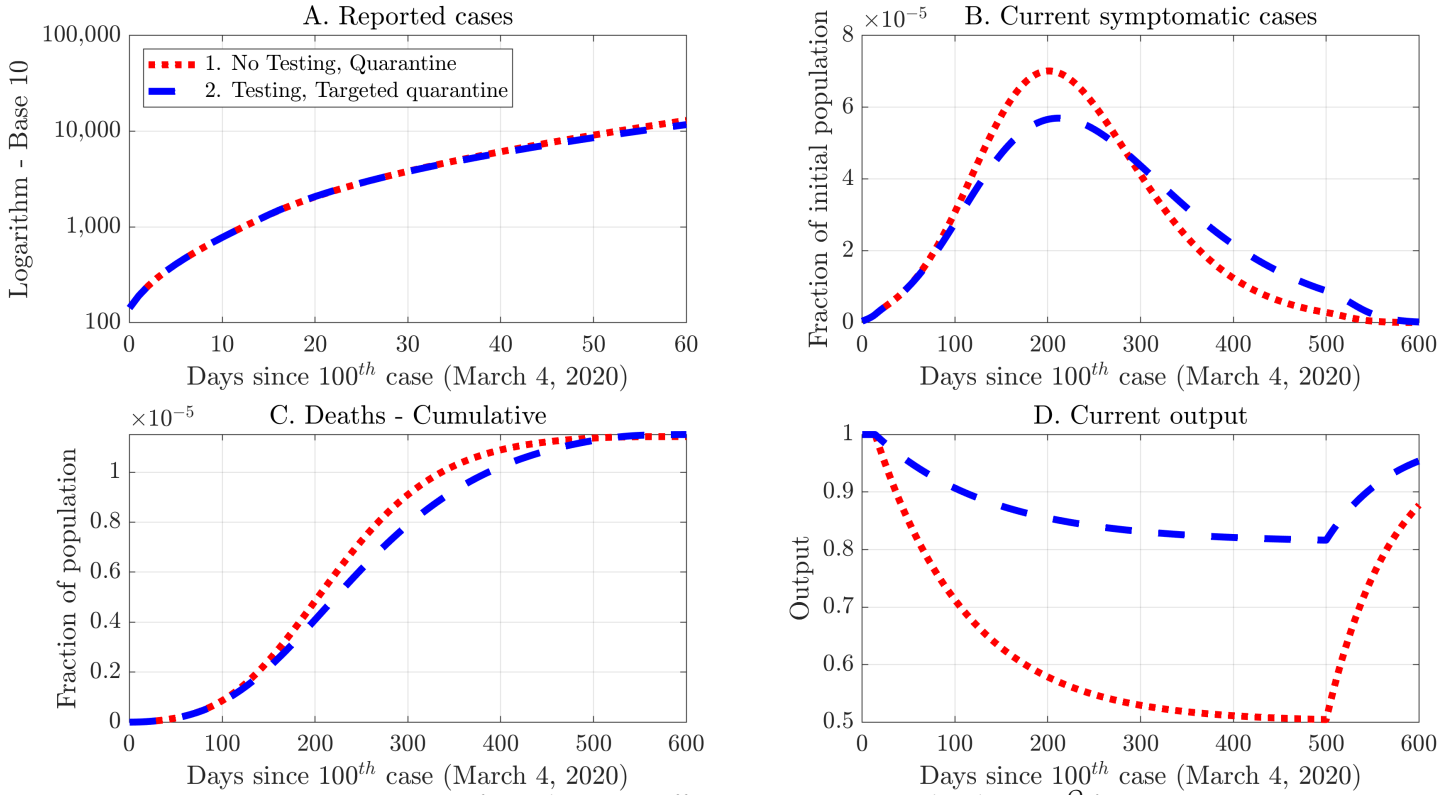 A. Reported cases
100,000
10,000
1,000
100
Logarithm - Base 10
1. No Testing, Quarantine
2. Testing, Targeted quarantine
0 10 20 30 40 50 60
Days since 100th case (March 4, 2020)
×10−5
B. Current symptomatic cases
8
6
4
2
0
Fraction of initial population
0 100 200 300 400 500 600
Days since 100th case (March 4, 2020)
×10−5
C. Deaths - Cumulative
1
0.8
0.6
0.4
0.2
0
Fraction of population
0 100 200 300 400 500 600
Days since 100th case (March 4, 2020)
D. Current output
1
0.9
0.8
0.7
0.6
0.5
Output
0 100 200 300 400 500 600
Days since 100th case (March 4, 2020)